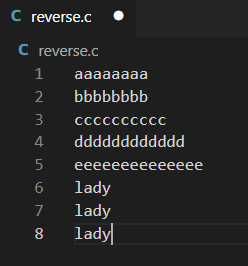 reverse.c
reverse.c
1 aaaaaaaa
2 bbbbbbbb
3 cccccccccc
4 dddddddddddd
5 eeeeeeeeeeeeee
6 lady
7 lady
8 lady